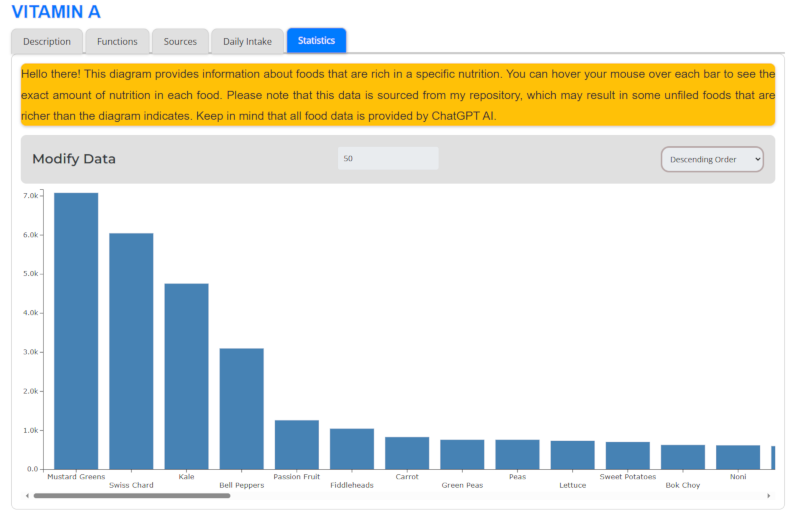 VITAMIN A
Description Functions Sources Daily Intake Statistics
Hello there! This diagram provides information about foods that are rich in a specific nutrition. You can hover your mouse over each bar to see the
exact amount of nutrition in each food. Please note that this data is sourced from my repository, which may result in some unfiled foods that are
richer than the diagram indicates. Keep in mind that all food data is provided by ChatGPT AI.
Modify Data 50 Descending Order
7.0k
6.0k
5.0k
4.0k
3.0k
2.0k
1.0k
0.0
Mustard Greens Kale Passion Fruit Carrot Peas Sweet Potatoes Noni
Swiss Chard Bell Peppers Fiddleheads Green Peas Lettuce Bok Choy